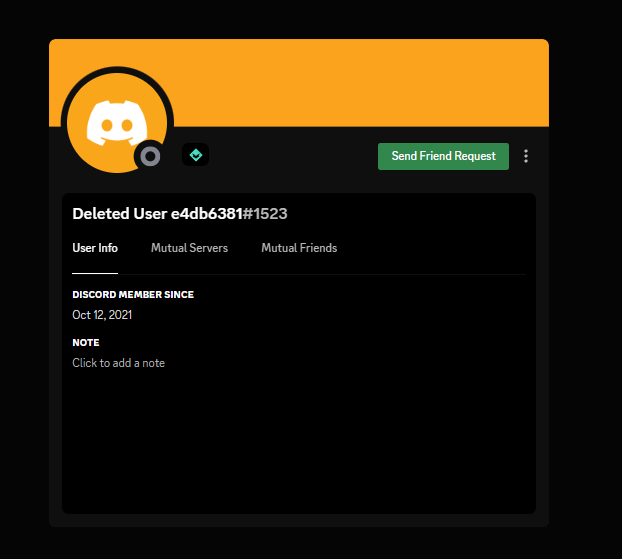 Send Friend Request
Deleted User e4db6381#1523
User Info Mutual Servers Mutual Friends
DISCORD MEMBER SINCE
Oct 12, 2021
NOTE
Click to add a note